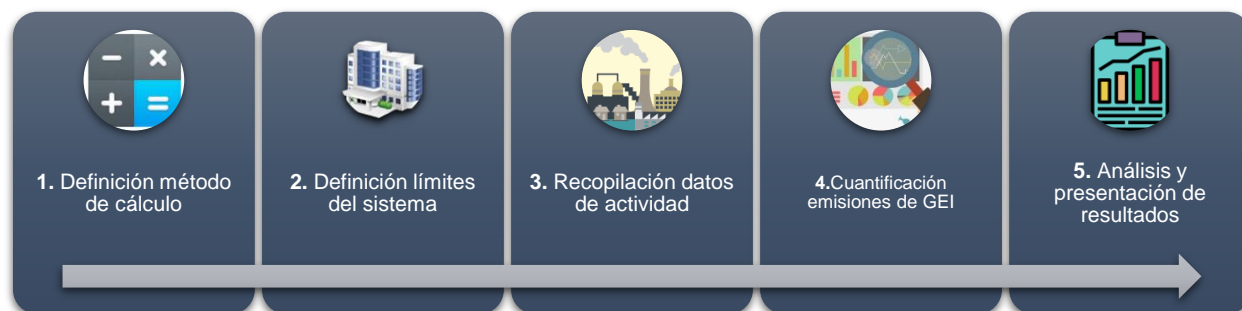 1. Definición método
de cálculo
2. Definición límites
del sistema
3. Recopilación datos
de actividad
4.Cuantificación
emisiones de GEI
5. Análisis y
presentación de
resultados